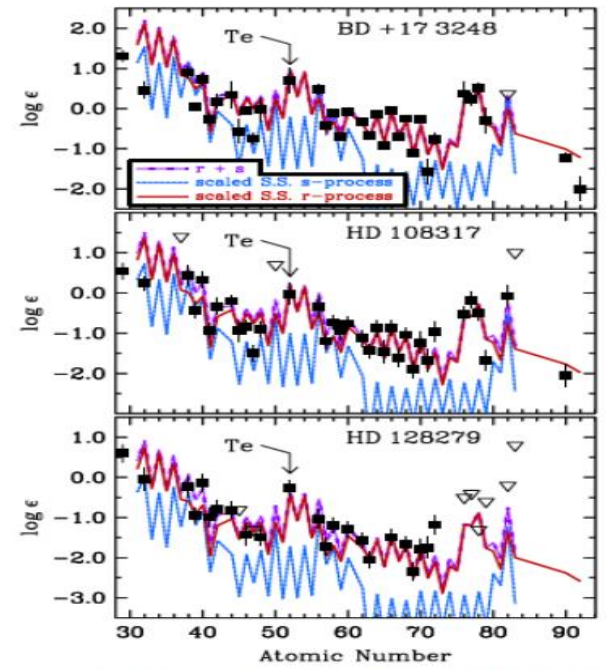 BD +17 3248
Te
2.0
1.0
0.0
−1.0
−2.0
log ϵ
r + s
scaled S.S. s-process
scaled S.S. r-process
HD 108317
Te
1.0
0.0
−1.0
−2.0
log ϵ
HD 128279
Te
1.0
0.0
−1.0
−2.0
−3.0
log ϵ
30 40 50 60 70 80 90
Atomic Number